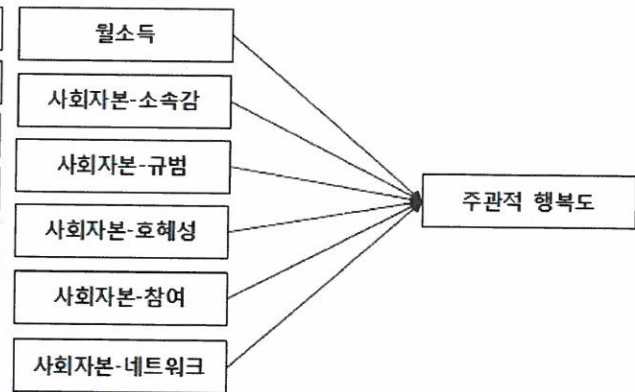 월소득
사회자본-소속감
사회자본-규범
사회자본-호혜성
사회자본-참여
사회자본-네트워크
주관적 행복도